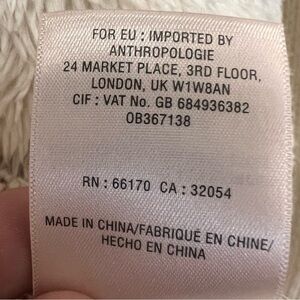 FOR EU : IMPORTED BY
ANTHROPOLOGIE
24 MARKET PLACE, 3RD FLOOR,
LONDON, UK W1W8AN
CIF : VAT No. GB 684936382
OB367138
RN : 66170 CA : 32054
MADE IN CHINA/FABRIQUÉ EN CHINE/
HECHO EN CHINA